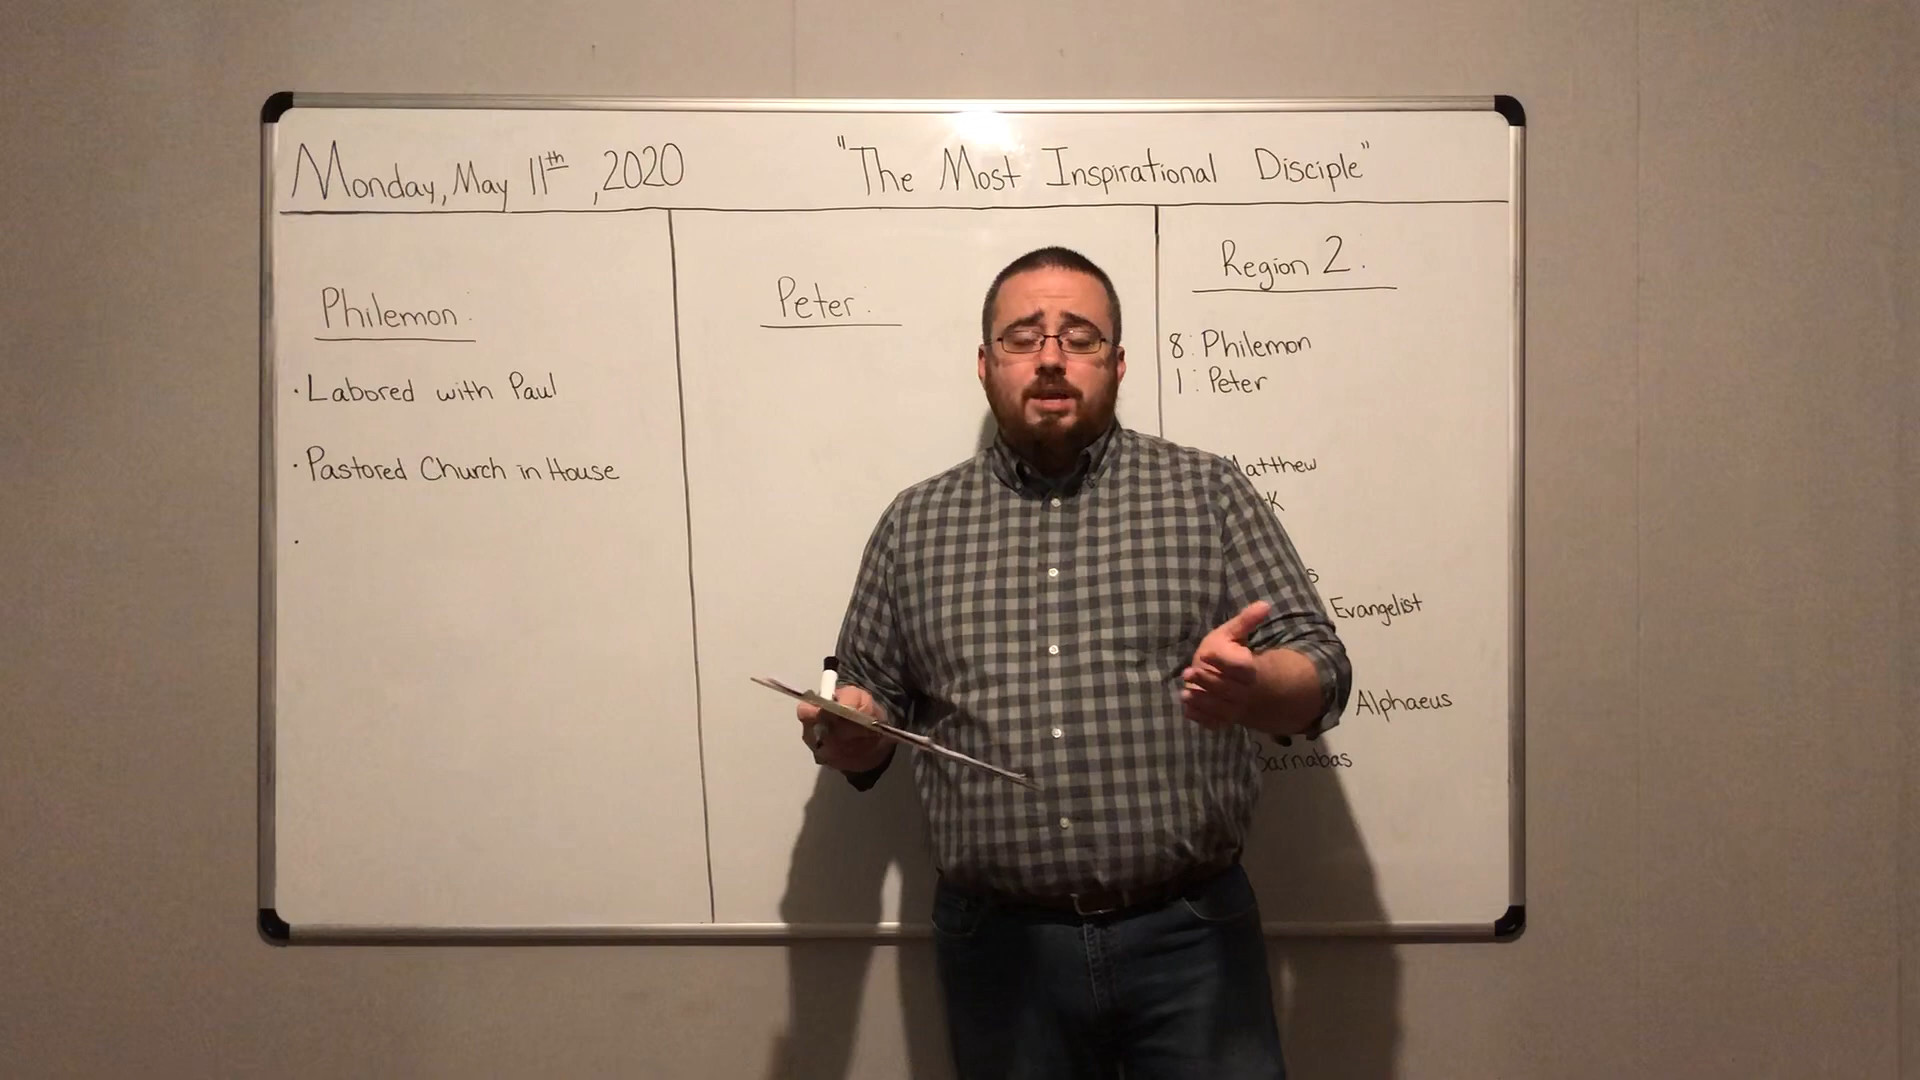 Monday, May 11th, 2020
"The Most Inspirational Disciple"
Philemon:
· Labored with Paul
· Pastored Church in House
·
Peter:
Region 2:
8: Philemon
1: Peter
Matthew
Evangelist
Alphaeus
Barnabas